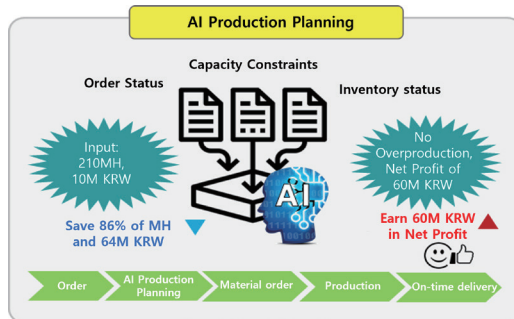 AI Production Planning
Capacity Constraints
Order Status
Inventory status
Input:
210MH,
10M KRW
No
Overproduction,
Net Profit of
60M KRW
AI
Save 86% of MH
and 64M KRW
Earn 60M KRW
in Net Profit
Order
AI Production
Planning
Material order
Production
On-time delivery